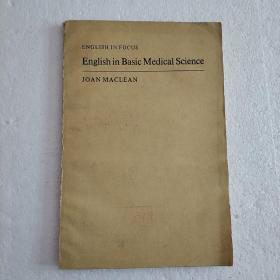 ENGLISH IN FOCUS
English in Basic Medical Science
JOAN MACLEAN